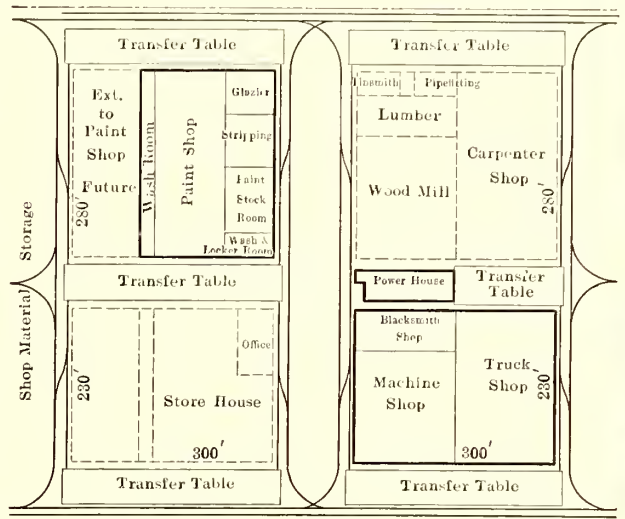 Transfer Table
Transfer Table
Ext.
to
Paint
Shop
Future
280'
Wash Room
Paint Shop
Glazier
Stripping
Paint
Stock
Room
Wash &
Locker Room
Tinsmith
Pipefitting
Lumber
Wood Mill
Carpenter
Shop
280'
Storage
Shop Material
Transfer Table
Power House
Transfer
Table
230'
Office
Store House
300'
Blacksmith
Shop
Machine
Shop
Truck
Shop
230'
300'
Transfer Table
Transfer Table